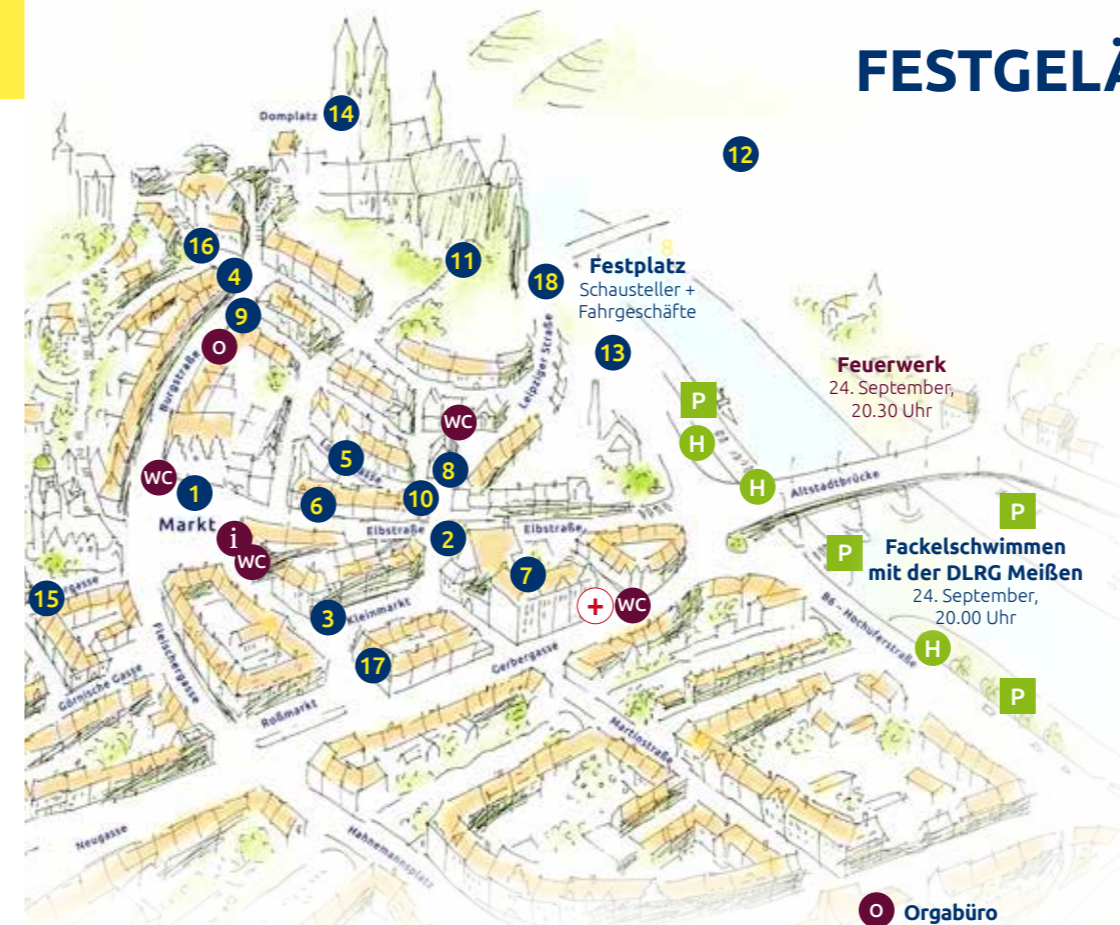 FESTGELÄ
Domplatz
14
12
16
11
4
8
Festplatz
Schausteller +
Fahrgeschäfte
18
9
O
Burgstraße
Leipziger Straße
13
Feuerwerk
24. September,
20.30 Uhr
P
H
WC
5
8
WC
1
6
10
H
Altstadtbrücke
Markt
i
WC
Elbstraße
2
Elbstraße
P
P
Fackelschwimmen
mit der DLRG Meißen
24. September,
20.00 Uhr
7
15
3
Kleinmarkt
+
WC
B6 - Hochuferstraße
H
17
Gerbergasse
Fleischergasse
Görnische Gasse
Roßmarkt
P
Martinstraße
Neugasse
Hahnemannsplatz
O Orgabüro